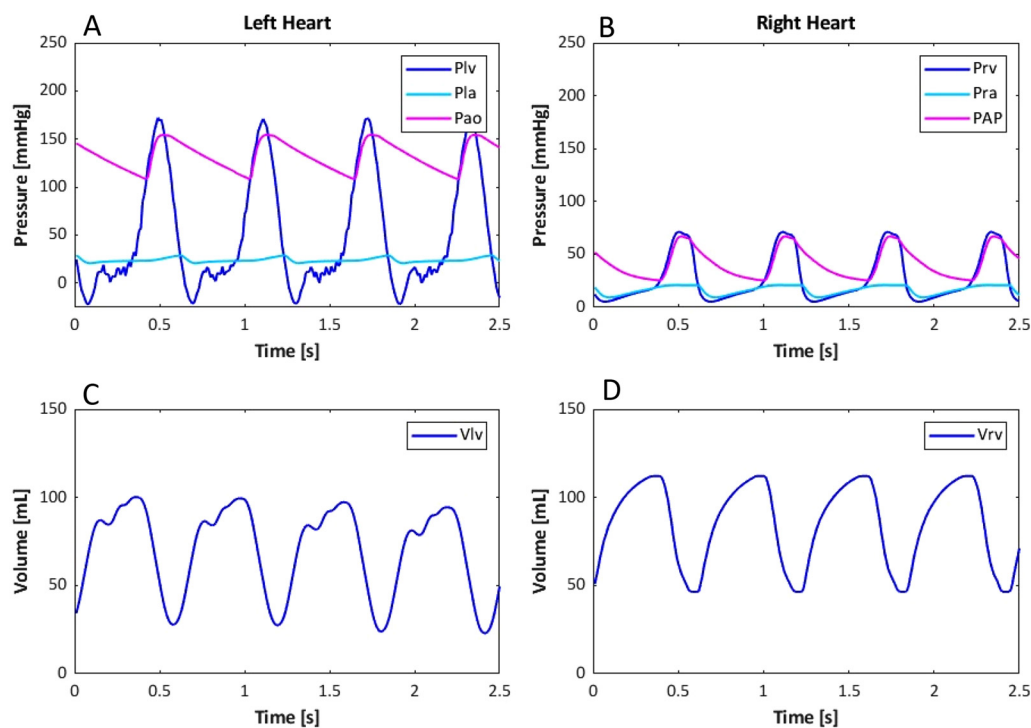 A
Left Heart
250
200
150
100
50
0
Pressure [mmHg]
Plv
Pla
Pao
0
0.5
1
1.5
2
2.5
Time [s]
B
Right Heart
250
200
150
100
50
0
Pressure [mmHg]
Prv
Pra
PAP
0
0.5
1
1.5
2
2.5
Time [s]
C
150
100
50
0
Volume [mL]
Vlv
0
0.5
1
1.5
2
2.5
Time [s]
D
150
100
50
0
Volume [mL]
Vrv
0
0.5
1
1.5
2
2.5
Time [s]